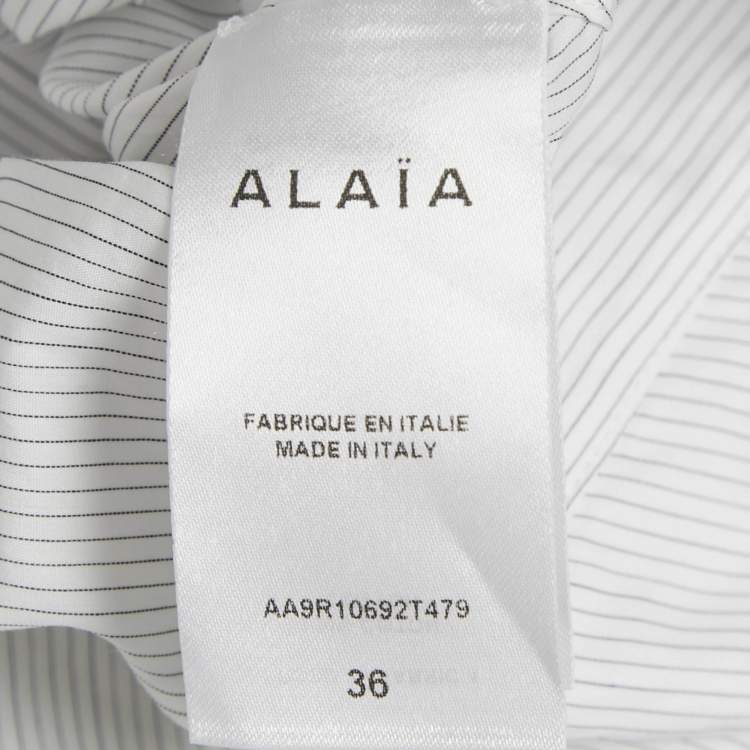 ALAÏA
FABRIQUE EN ITALIE
MADE IN ITALY
AA9R10692T479
36